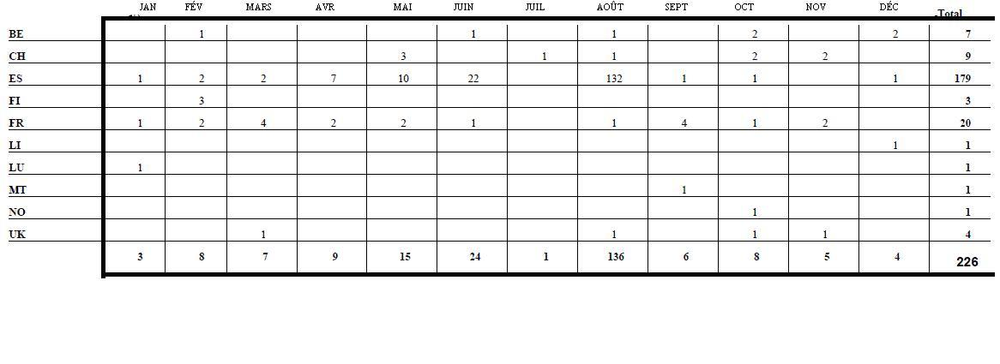 JAN FÉV MARS AVR MAI JUIN JUIL AOÛT SEPT OCT NOV DÉC Total
BE 1 1 1 2 2 7
CH 3 1 1 2 2 9
ES 1 2 2 7 10 22 132 1 1 1 179
FI 3 3
FR 1 2 4 2 2 1 1 4 1 2 20
LI 1 1
LU 1 1
MT 1 1
NO 1 1
UK 1 1 1 1 4
3 8 7 9 15 24 1 136 6 8 5 4 226